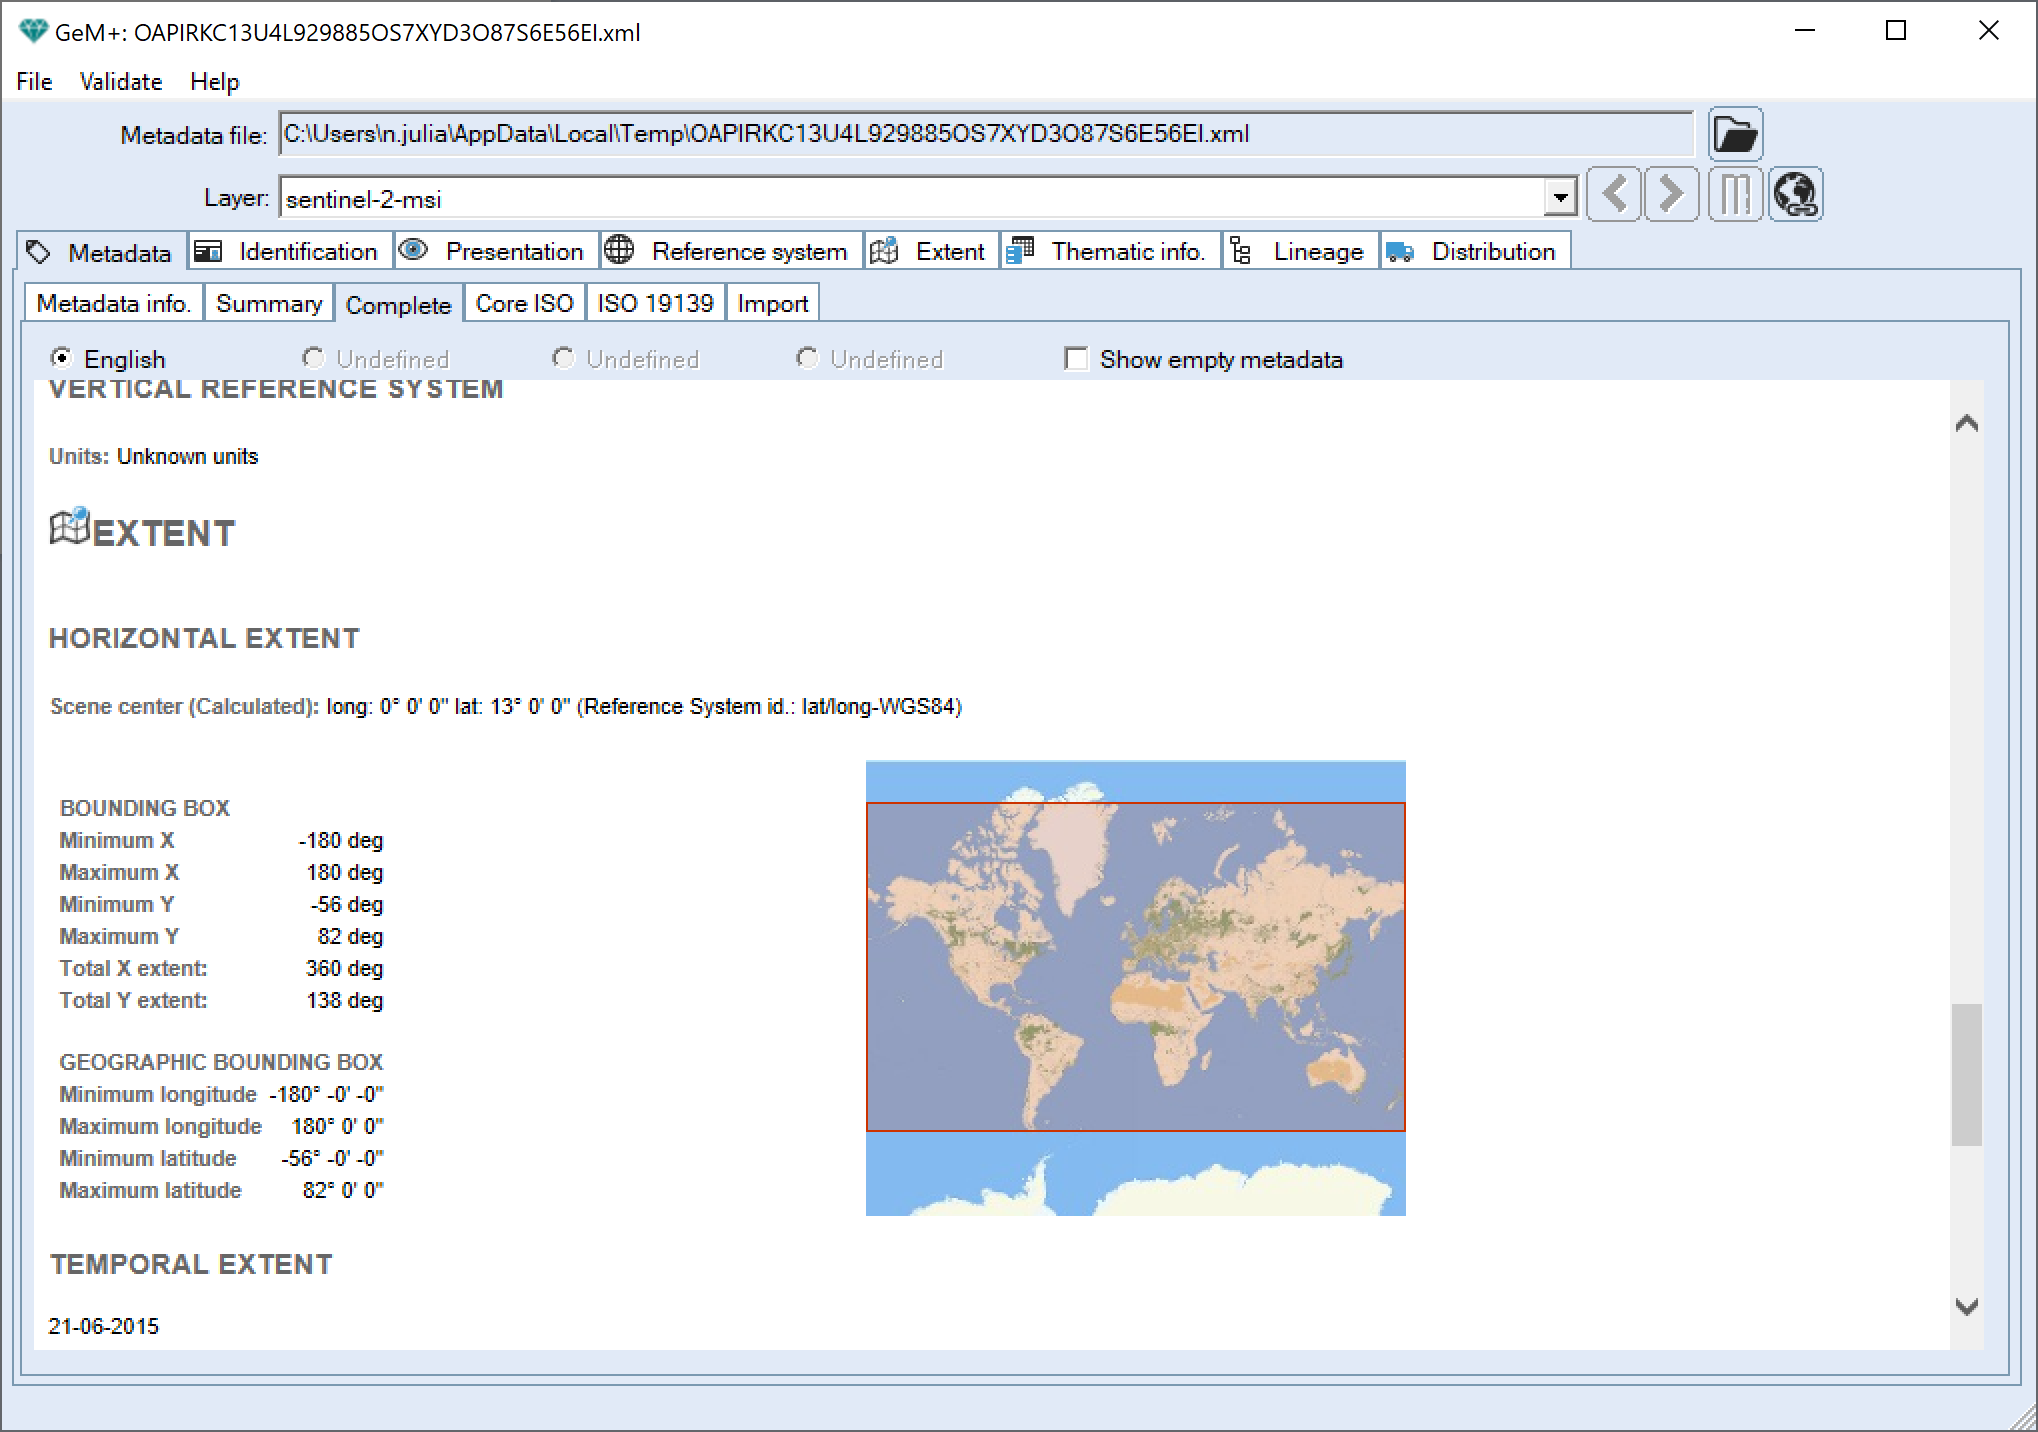 GeM+: OAPIRKC13U4L929885OS7XYD3O87S6E56EI.xml
File Validate Help
Metadata file: C:\Users\n.julia\AppData\Local\Temp\OAPIRKC13U4L929885OS7XYD3O87S6E56EI.xml
Layer: sentinel-2-msi
Metadata Identification Presentation Reference system Extent Thematic info. Lineage Distribution
Metadata info. Summary Complete Core ISO ISO 19139 Import
English Undefined Undefined Undefined Show empty metadata
VERTICAL REFERENCE SYSTEM
Units: Unknown units
EXTENT
HORIZONTAL EXTENT
Scene center (Calculated): long: 0° 0' 0" lat: 13° 0' 0" (Reference System id.: lat/long-WGS84)
BOUNDING BOX
Minimum X -180 deg
Maximum X 180 deg
Minimum Y -56 deg
Maximum Y 82 deg
Total X extent: 360 deg
Total Y extent: 138 deg
GEOGRAPHIC BOUNDING BOX
Minimum longitude -180° -0' -0"
Maximum longitude 180° 0' 0"
Minimum latitude -56° -0' -0"
Maximum latitude 82° 0' 0"
TEMPORAL EXTENT
21-06-2015